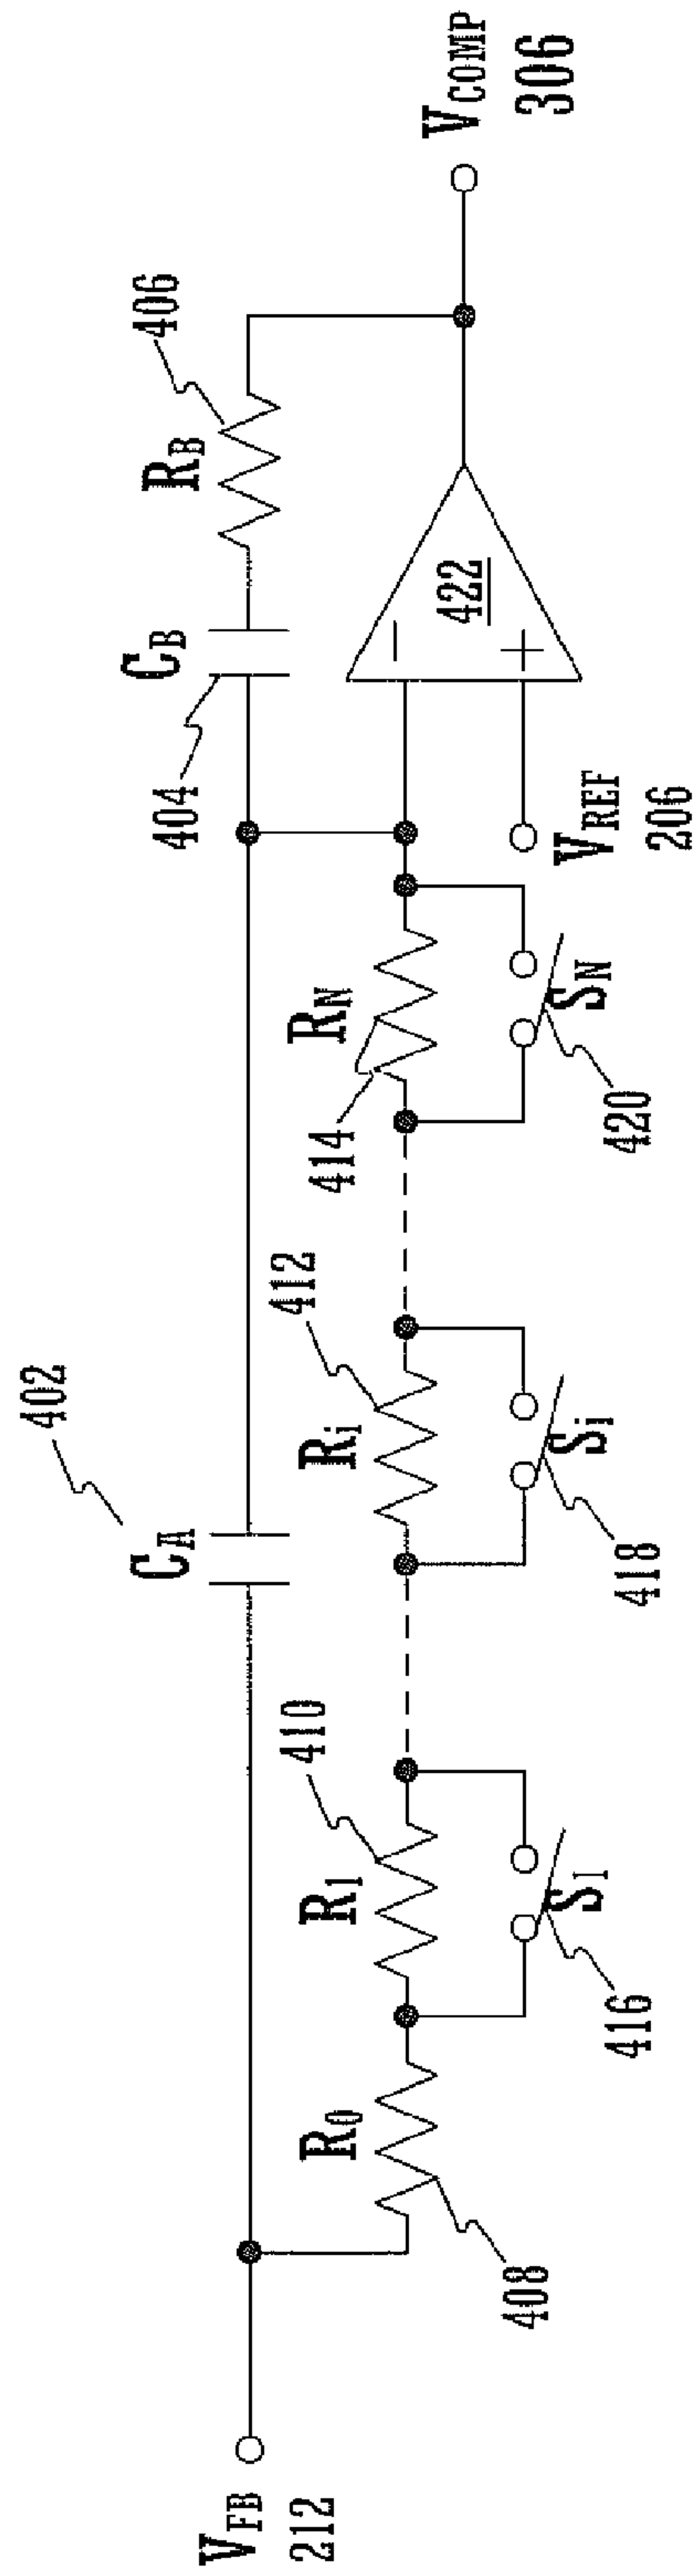 V_FB
212
402
C_A
404
C_B
R_B
406
R_0
408
R_1
410
S_1
416
R_i
412
S_i
418
R_N
414
S_N
420
−
+
422
V_REF
206
V_COMP
306